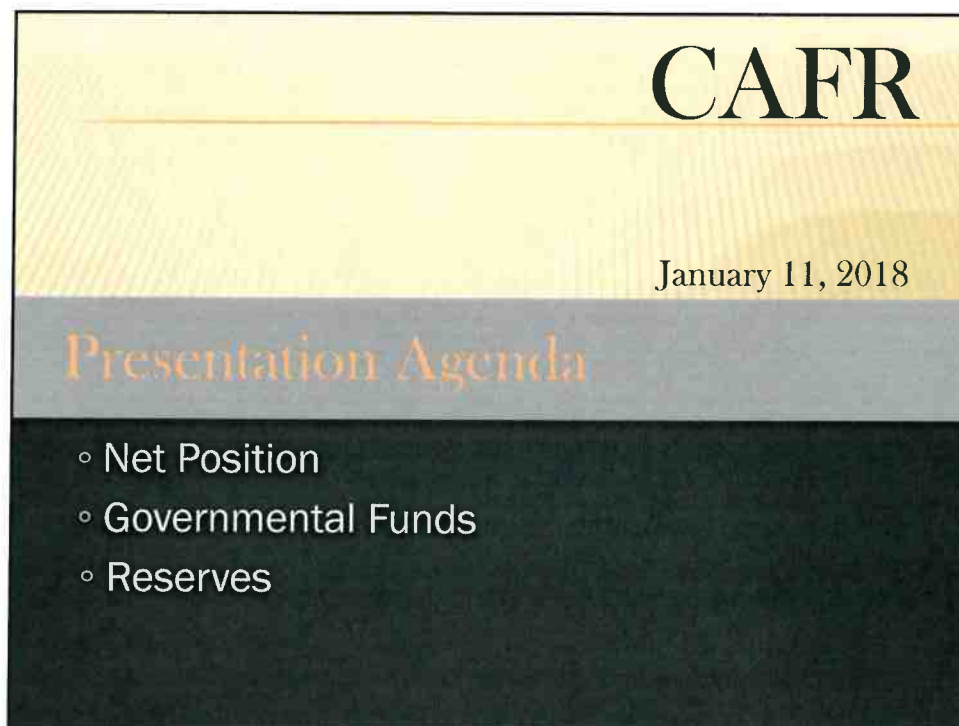 CAFR
January 11, 2018
Presentation Agenda
◦ Net Position
◦ Governmental Funds
◦ Reserves